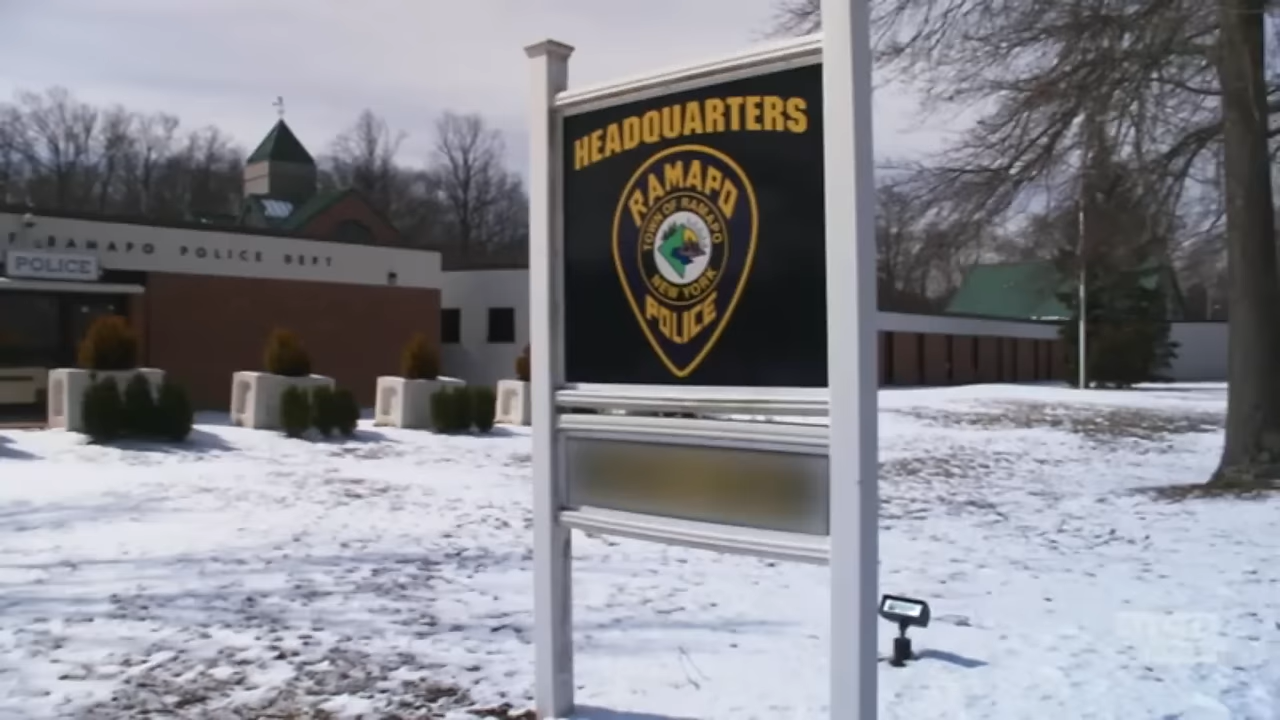 HEADQUARTERS
RAMAPO
TOWN OF RAMAPO
NEW YORK
POLICE
F RAMAPO POLICE DEPT
POLICE